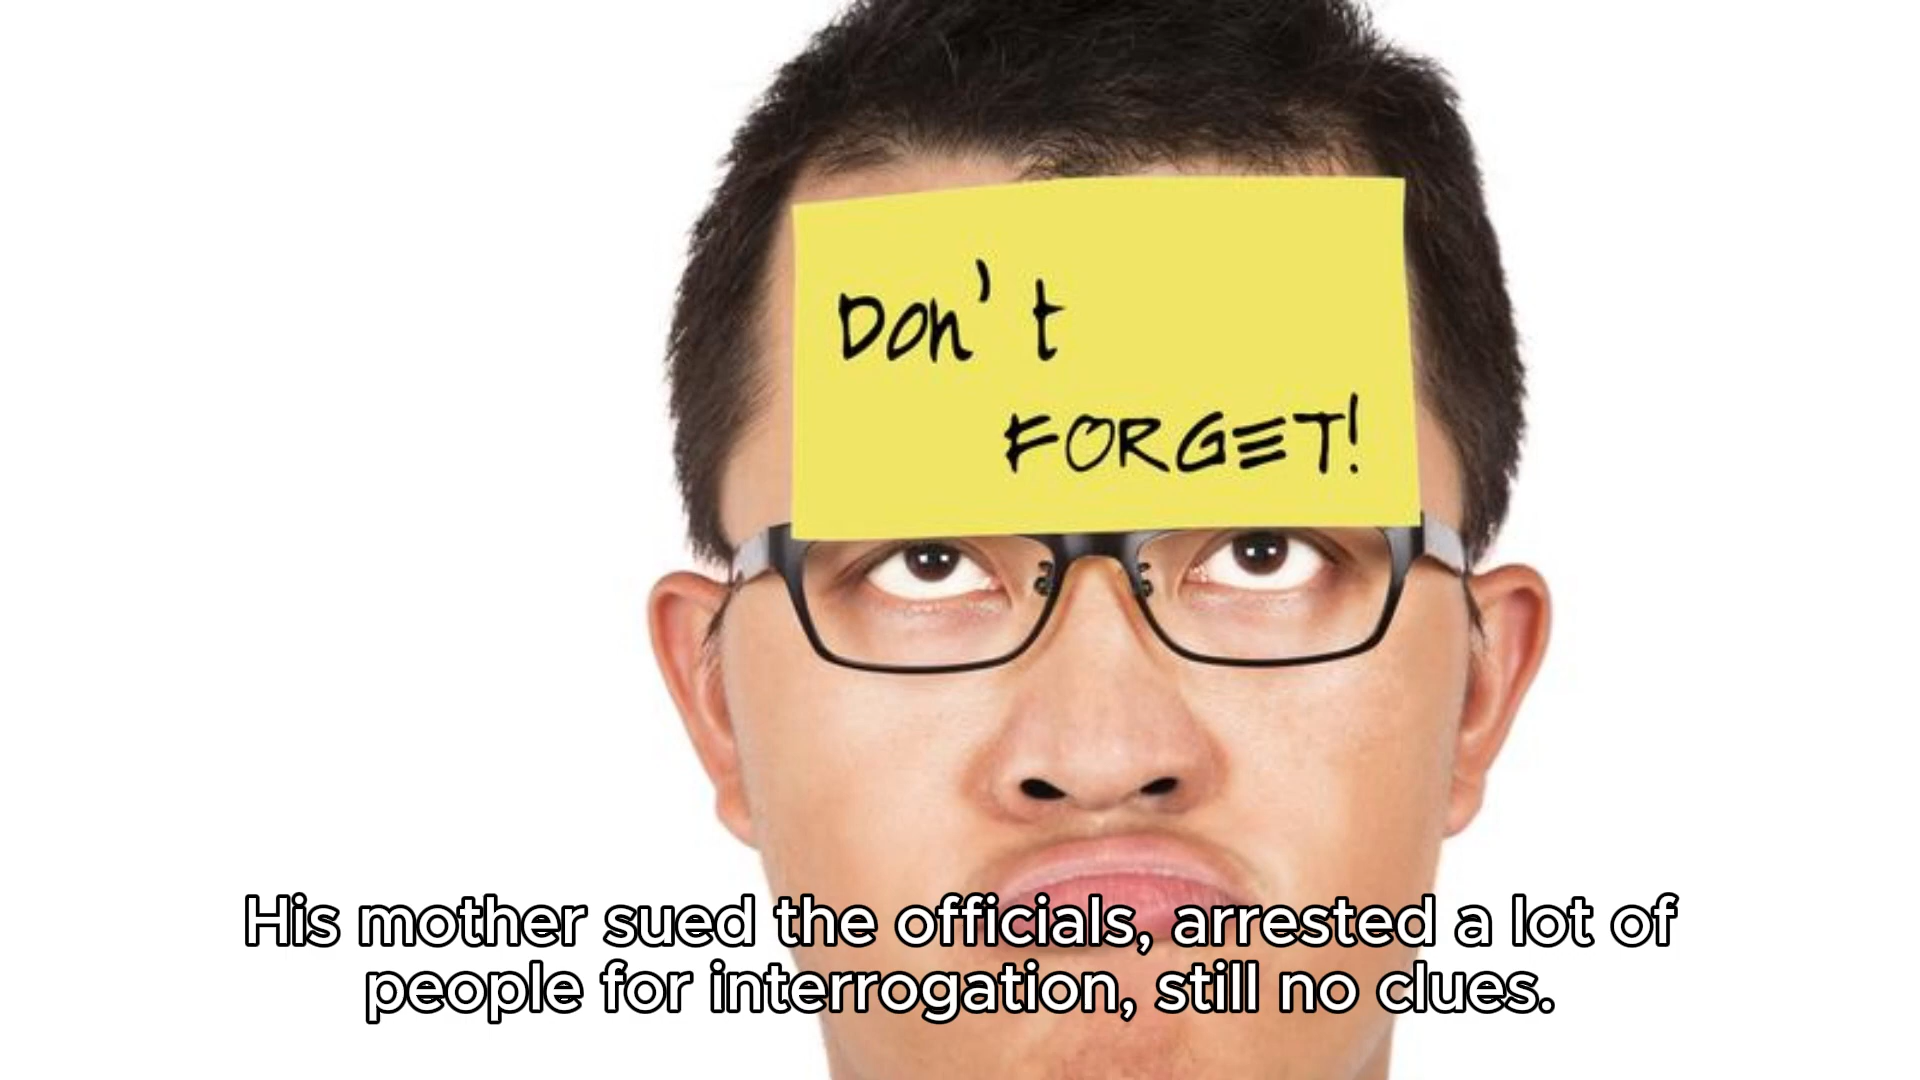 Don't
FORGET!
His mother sued the officials, arrested a lot of
people for interrogation, still no clues.